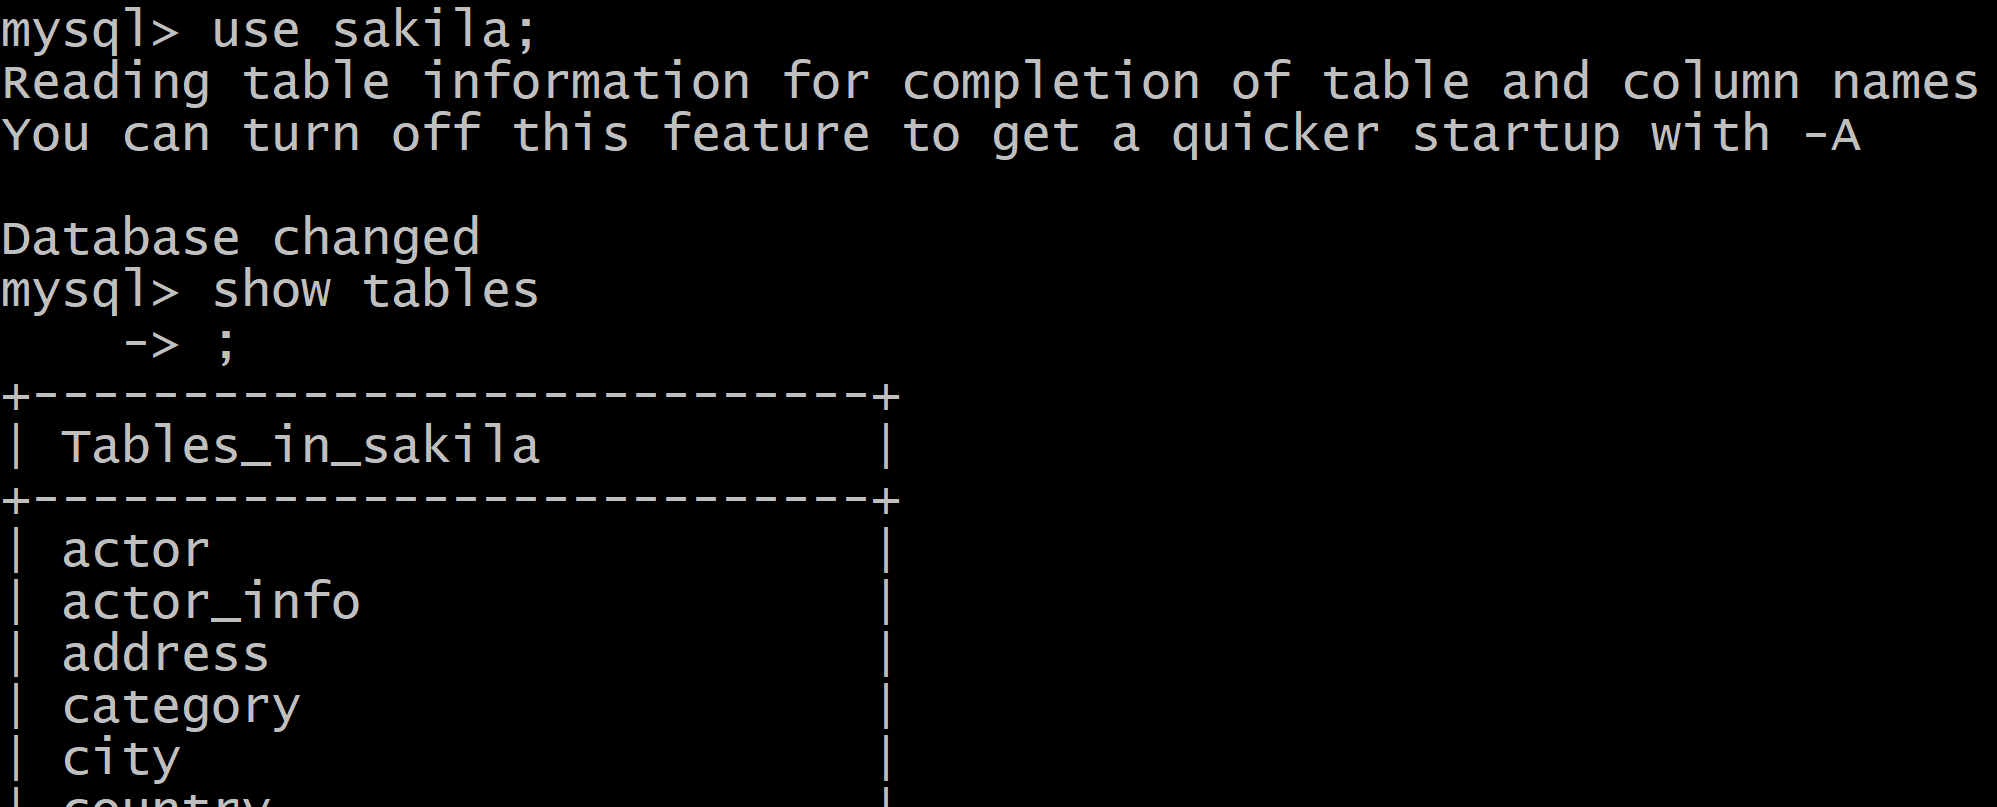 mysql> use sakila;
Reading table information for completion of table and column names
You can turn off this feature to get a quicker startup with -A

Database changed
mysql> show tables
    -> ;
+----------------------------+
| Tables_in_sakila           |
+----------------------------+
| actor                      |
| actor_info                 |
| address                    |
| category                   |
| city                       |
| country                    |